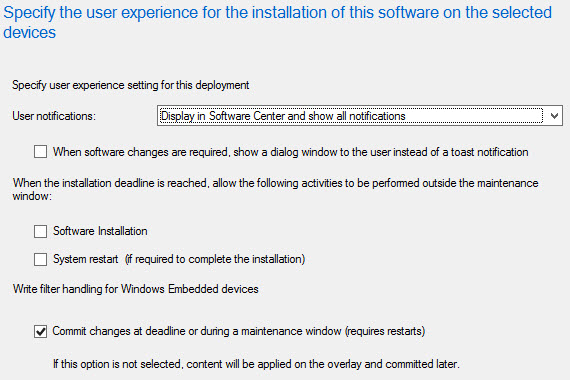 Specify the user experience for the installation of this software on the selected
devices
Specify user experience setting for this deployment
User notifications:
Display in Software Center and show all notifications
When software changes are required, show a dialog window to the user instead of a toast notification
When the installation deadline is reached, allow the following activities to be performed outside the maintenance
window:
Software Installation
System restart (if required to complete the installation)
Write filter handling for Windows Embedded devices
Commit changes at deadline or during a maintenance window (requires restarts)
If this option is not selected, content will be applied on the overlay and committed later.